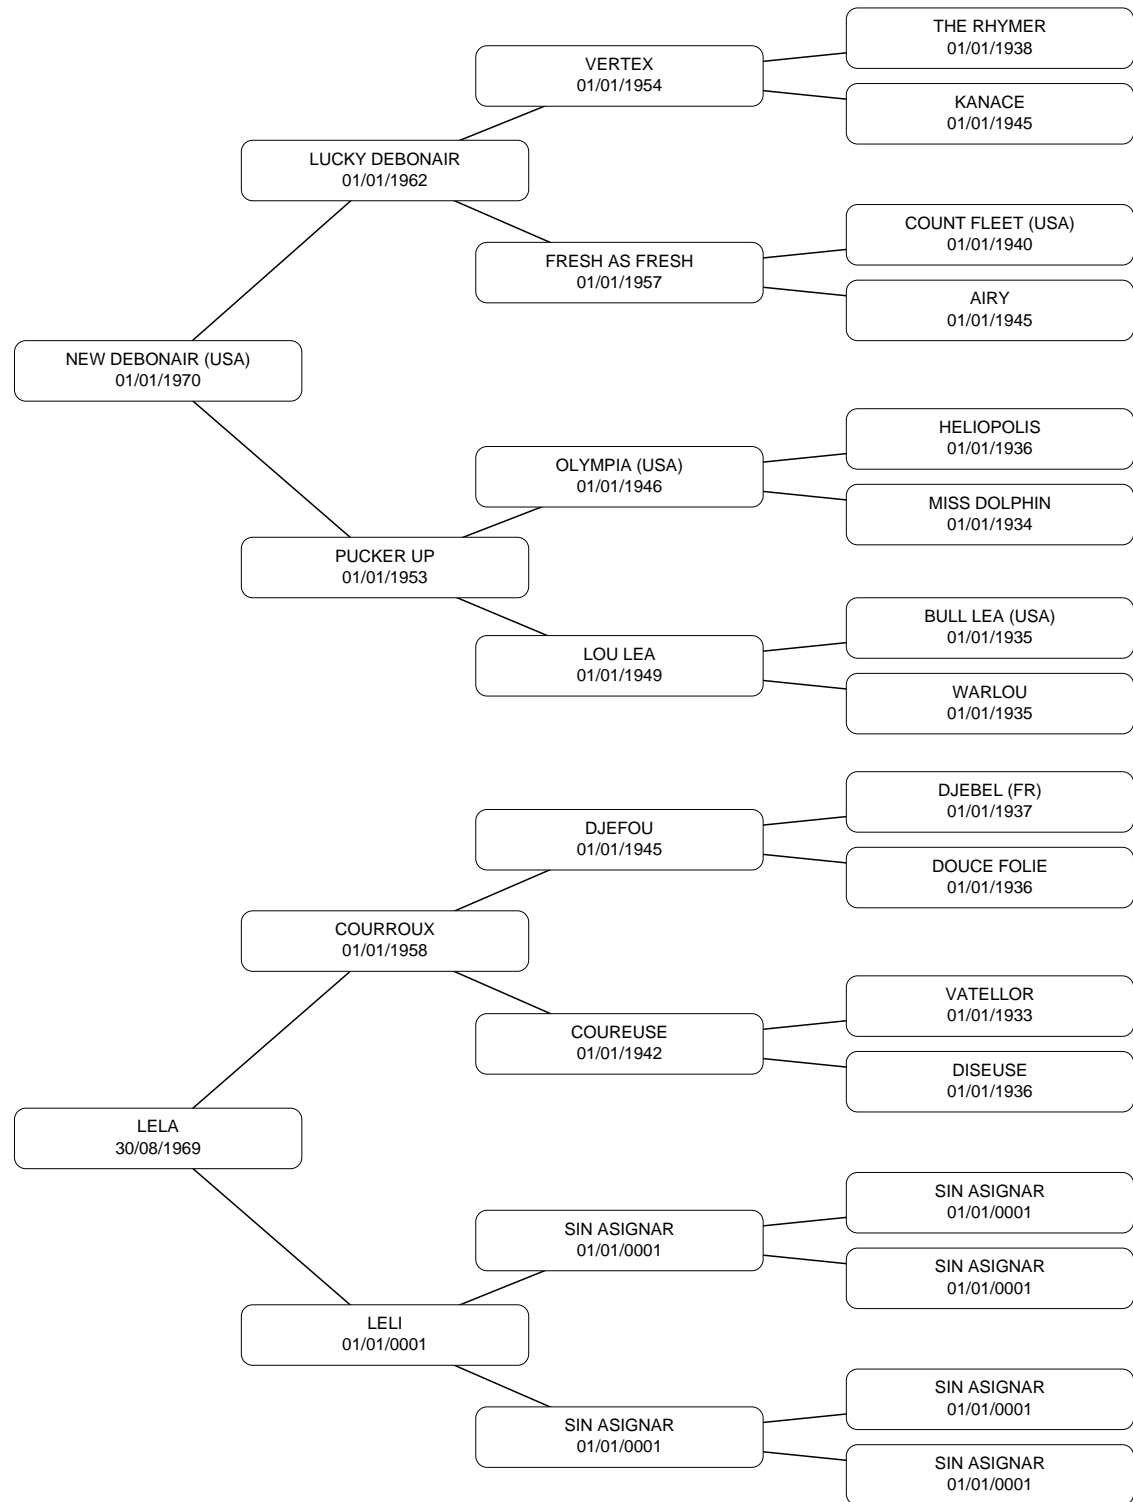 THE RHYMER
01/01/1938
VERTEX
01/01/1954
KANACE
01/01/1945
LUCKY DEBONAIR
01/01/1962
COUNT FLEET (USA)
01/01/1940
FRESH AS FRESH
01/01/1957
AIRY
01/01/1945
NEW DEBONAIR (USA)
01/01/1970
HELIOPOLIS
01/01/1936
OLYMPIA (USA)
01/01/1946
MISS DOLPHIN
01/01/1934
PUCKER UP
01/01/1953
BULL LEA (USA)
01/01/1935
LOU LEA
01/01/1949
WARLOU
01/01/1935
DJEBEL (FR)
01/01/1937
DJEFOU
01/01/1945
DOUCE FOLIE
01/01/1936
COURROUX
01/01/1958
VATELLOR
01/01/1933
COUREUSE
01/01/1942
DISEUSE
01/01/1936
LELA
30/08/1969
SIN ASIGNAR
01/01/0001
SIN ASIGNAR
01/01/0001
SIN ASIGNAR
01/01/0001
LELI
01/01/0001
SIN ASIGNAR
01/01/0001
SIN ASIGNAR
01/01/0001
SIN ASIGNAR
01/01/0001